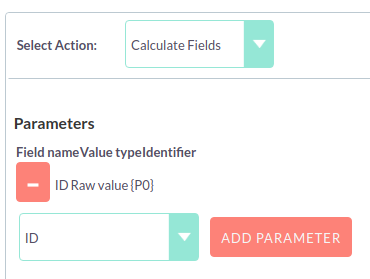 Select Action: Calculate Fields
Parameters
Field nameValue typeIdentifier
ID Raw value {P0}
ID ADD PARAMETER